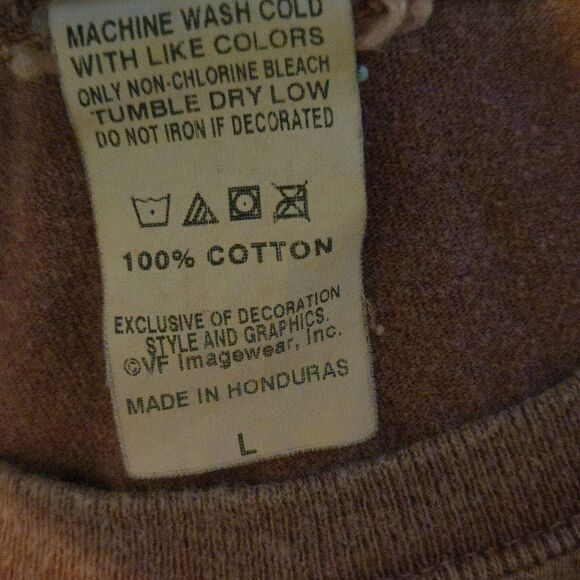 MACHINE WASH COLD
WITH LIKE COLORS
ONLY NON-CHLORINE BLEACH
TUMBLE DRY LOW
DO NOT IRON IF DECORATED
100% COTTON
EXCLUSIVE OF DECORATION
STYLE AND GRAPHICS.
©VF Imagewear, Inc.
MADE IN HONDURAS
L